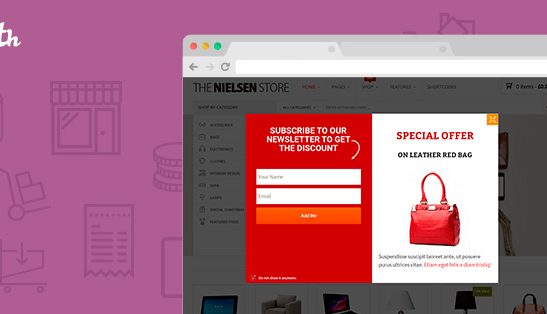 th
THE NIELSEN STORE
HOME PAGES SHOP FEATURES SHORTCODES
0 items
SHOP BY CATEGORY
ALL CATEGORIES
ACCESSORIES
BAGS
ELECTRONICS
CLOTHES
INTERIOR DESIGN
SOFA
LAMPS
SPECIAL CHRISTMAS
FEATURED ITEMS
SUBSCRIBE TO OUR
NEWSLETTER TO GET
THE DISCOUNT
Your Name
Email
Add Me
Do not show it anymore.
SPECIAL OFFER
ON LEATHER RED BAG
Suspendisse suscipit laoreet ante, ut posuere
purus ultrices vitae. Etiam eget felis a diam tristiq!